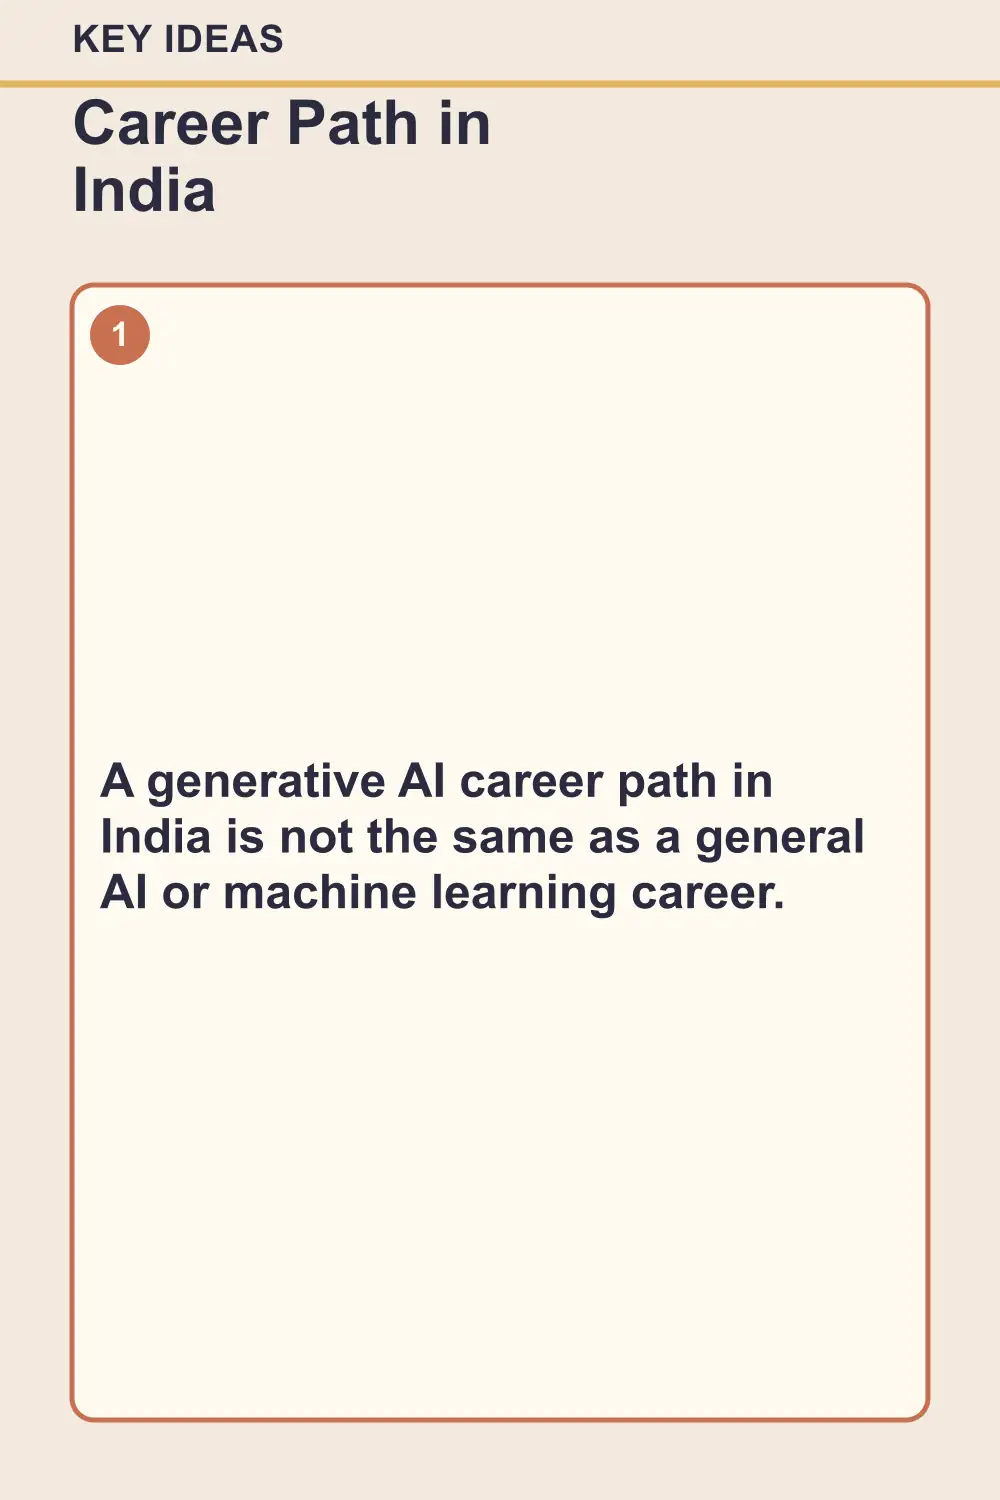 KEY IDEAS
Career Path in
India
1
A generative AI career path in
India is not the same as a general
AI or machine learning career.